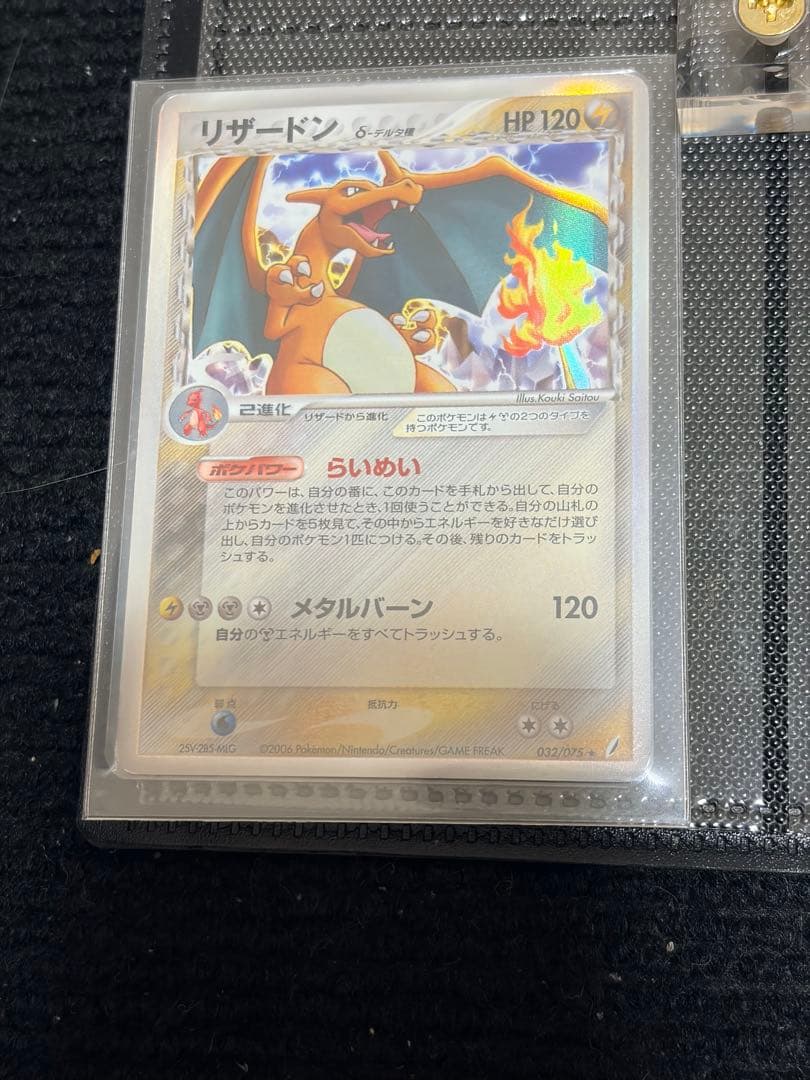 リザードン δ-デルタ種 HP120
Illus.Kouki Saitou
2進化 リザードから進化
このポケモンはとの2つのタイプを
持つポケモンです。
ポケパワー らいめい
このパワーは、自分の番に、このカードを手札から出して、自分の
ポケモンを進化させたとき、1回使うことができる。自分の山札の
上からカードを5枚見て、その中からエネルギーを好きなだけ選び
出し、自分のポケモン1匹につける。その後、残りのカードをトラッ
シュする。
メタルバーン 120
自分のエネルギーをすべてトラッシュする。
弱点 抵抗力 にげる
25V-285-MLG ©2006 Pokémon/Nintendo/Creatures/GAME FREAK 032/075 ★